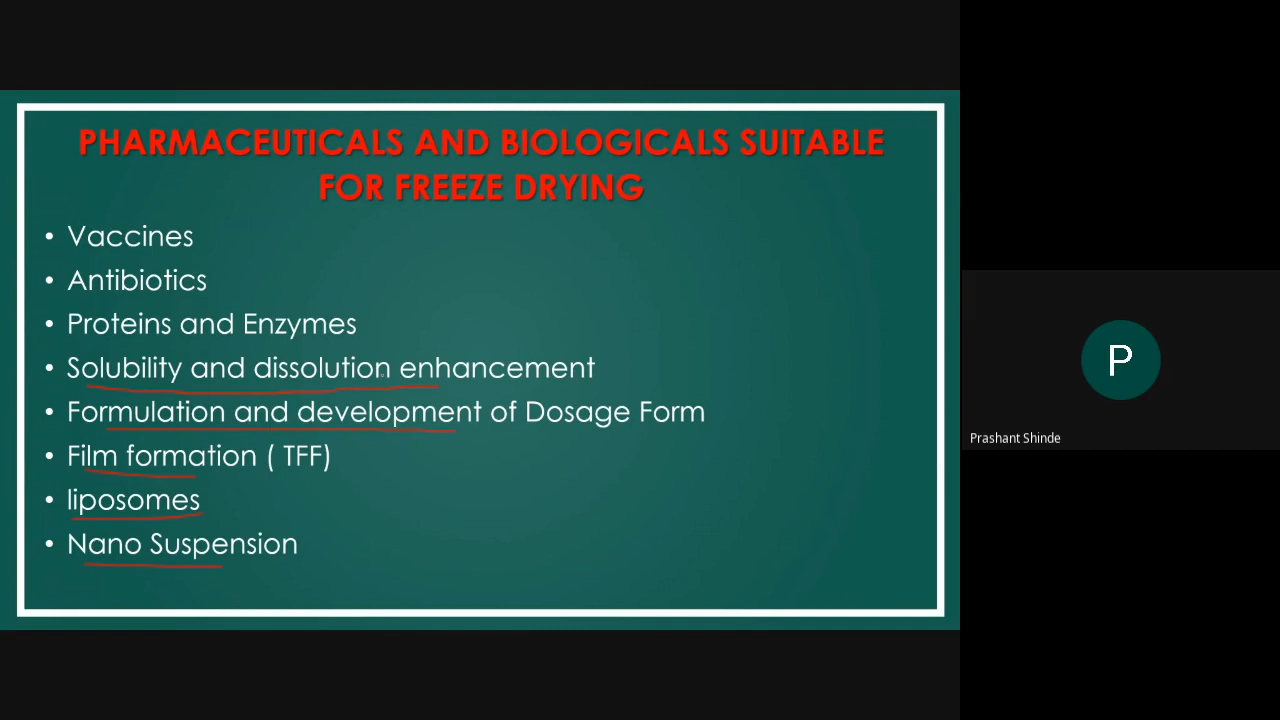 PHARMACEUTICALS AND BIOLOGICALS SUITABLE
FOR FREEZE DRYING
• Vaccines
• Antibiotics
• Proteins and Enzymes
• Solubility and dissolution enhancement
• Formulation and development of Dosage Form
• Film formation ( TFF)
• liposomes
• Nano Suspension
P
Prashant Shinde